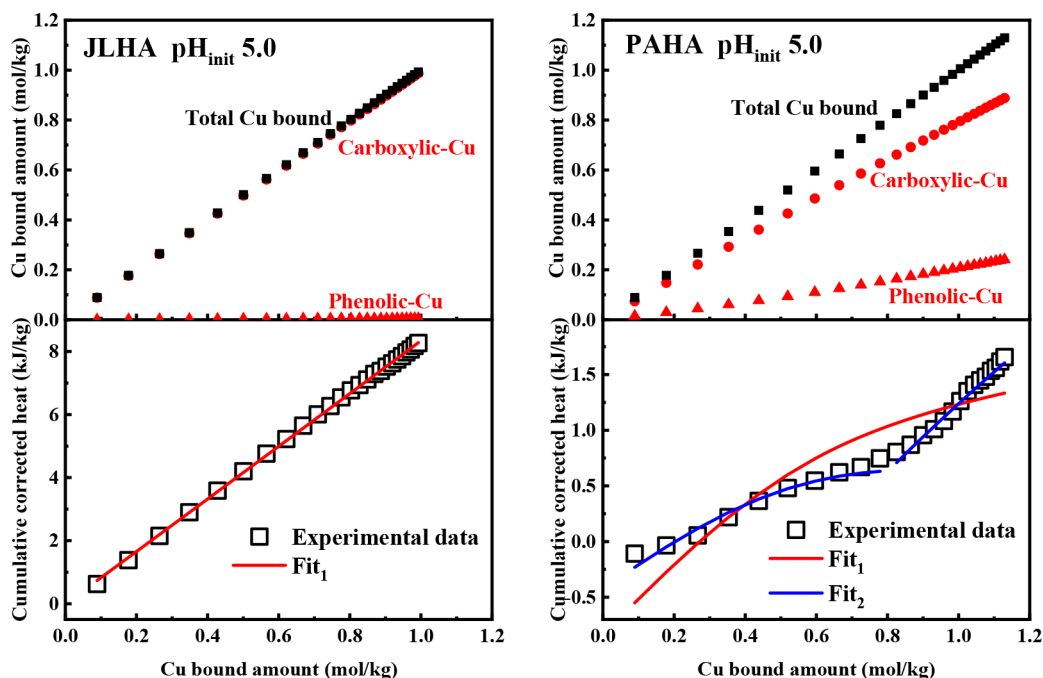 JLHA pH_init 5.0
Total Cu bound
Carboxylic-Cu
Phenolic-Cu
Cu bound amount (mol/kg)
1.2
1.0
0.8
0.6
0.4
0.2
0.0
PAHA pH_init 5.0
Total Cu bound
Carboxylic-Cu
Phenolic-Cu
Cu bound amount (mol/kg)
1.2
1.0
0.8
0.6
0.4
0.2
0.0
Cumulative corrected heat (kJ/kg)
8
6
4
2
0
Experimental data
Fit₁
0.0 0.2 0.4 0.6 0.8 1.0 1.2
Cu bound amount (mol/kg)
Cumulative corrected heat (kJ/kg)
1.5
1.0
0.5
0.0
-0.5
Experimental data
Fit₁
Fit₂
0.0 0.2 0.4 0.6 0.8 1.0 1.2
Cu bound amount (mol/kg)